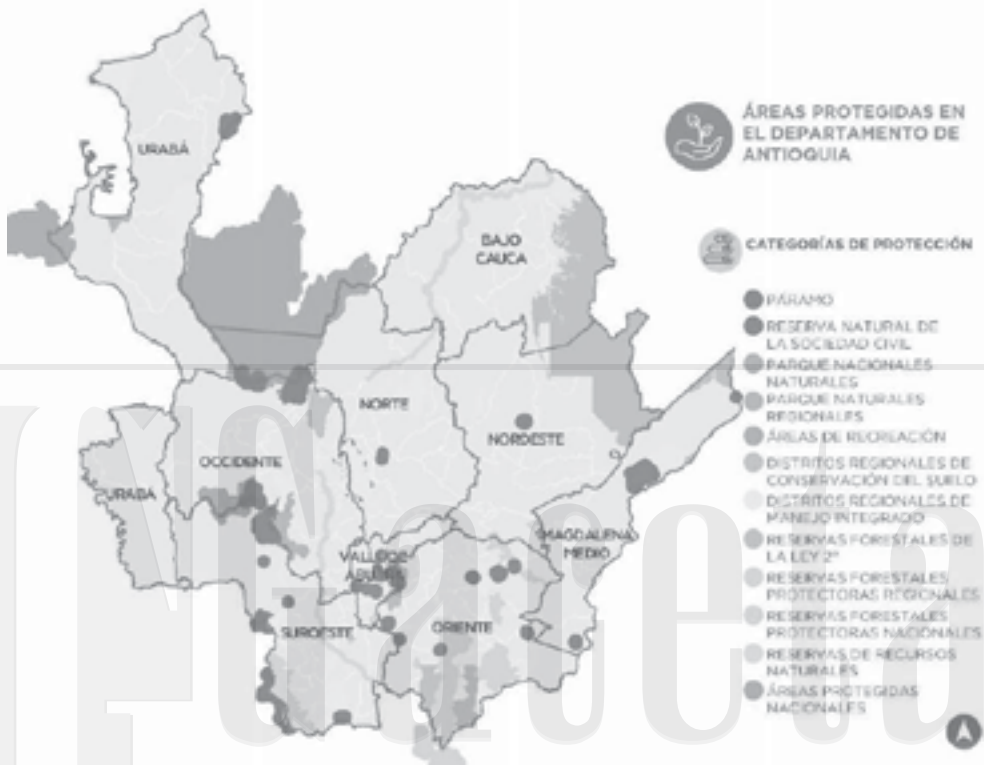 ÁREAS PROTEGIDAS EN
EL DEPARTAMENTO DE
ANTIOQUIA
CATEGORÍAS DE PROTECCIÓN
PÁRAMO
RESERVA NATURAL DE
LA SOCIEDAD CIVIL
PARQUE NACIONALES
NATURALES
PARQUE NATURALES
REGIONALES
ÁREAS DE RECREACIÓN
DISTRITOS REGIONALES DE
CONSERVACIÓN DEL SUELO
DISTRITOS REGIONALES DE
MANEJO INTEGRADO
RESERVAS FORESTALES DE
LA LEY 2ª
RESERVAS FORESTALES
PROTECTORAS REGIONALES
RESERVAS FORESTALES
PROTECTORAS NACIONALES
RESERVAS DE RECURSOS
NATURALES
ÁREAS PROTEGIDAS
NACIONALES
URABÁ
BAJO
CAUCA
NORTE
NORDESTE
OCCIDENTE
URABÁ
MAGDALENA
MEDIO
VALLE DE
ABURRÁ
SUROESTE
ORIENTE
Gaceta